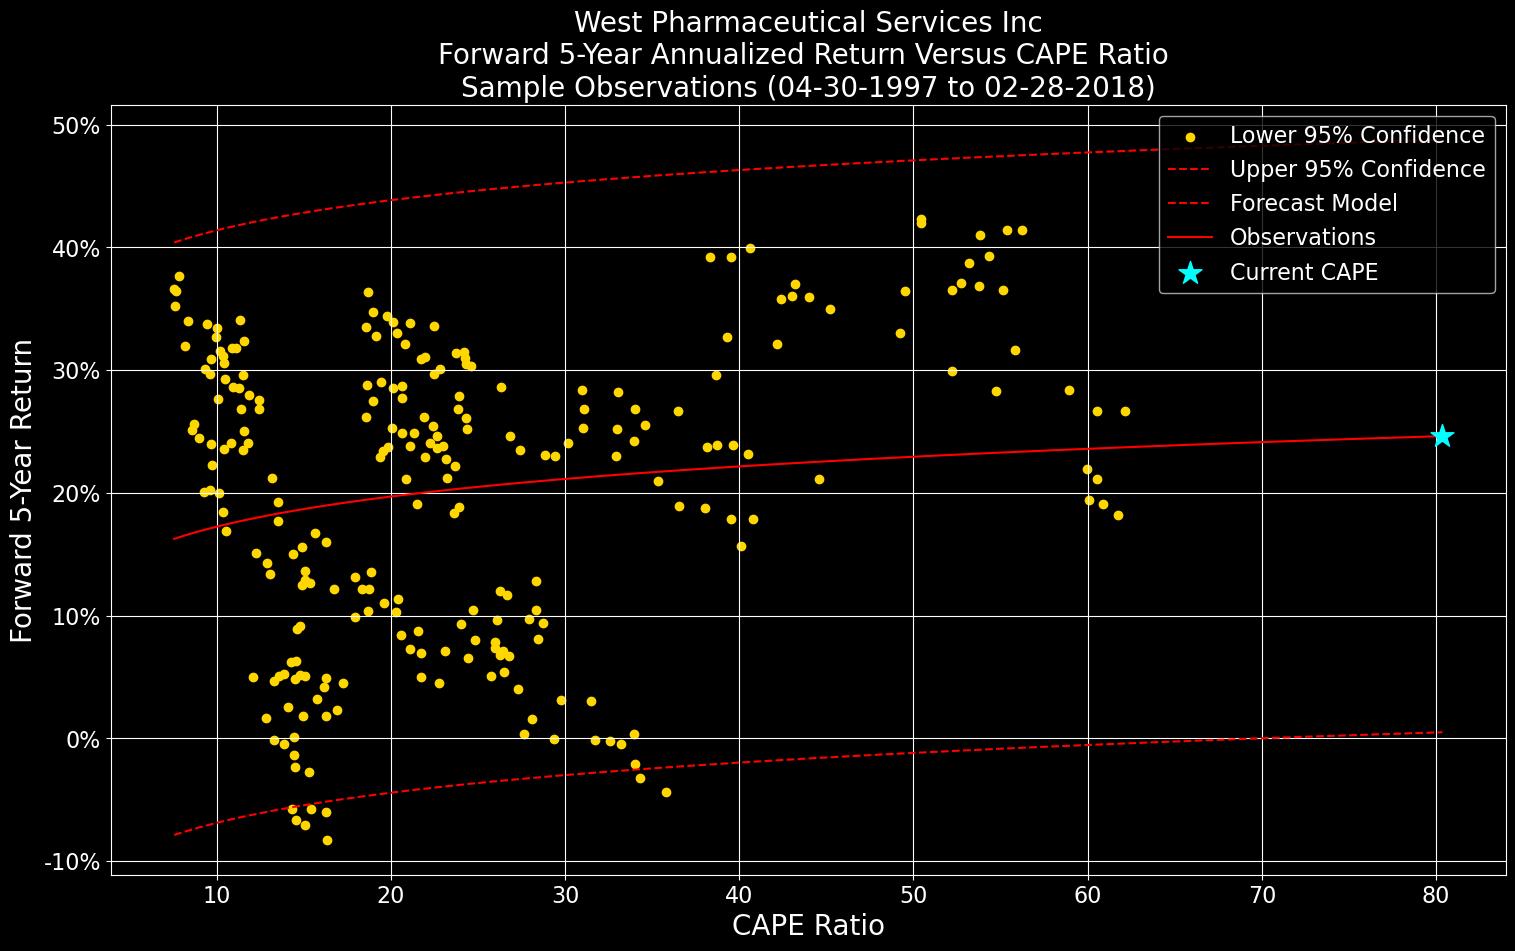 West Pharmaceutical Services Inc
Forward 5-Year Annualized Return Versus CAPE Ratio
Sample Observations (04-30-1997 to 02-28-2018)
Forward 5-Year Return
50%
40%
30%
20%
10%
0%
-10%
Lower 95% Confidence
Upper 95% Confidence
Forecast Model
Observations
Current CAPE
10 20 30 40 50 60 70 80
CAPE Ratio